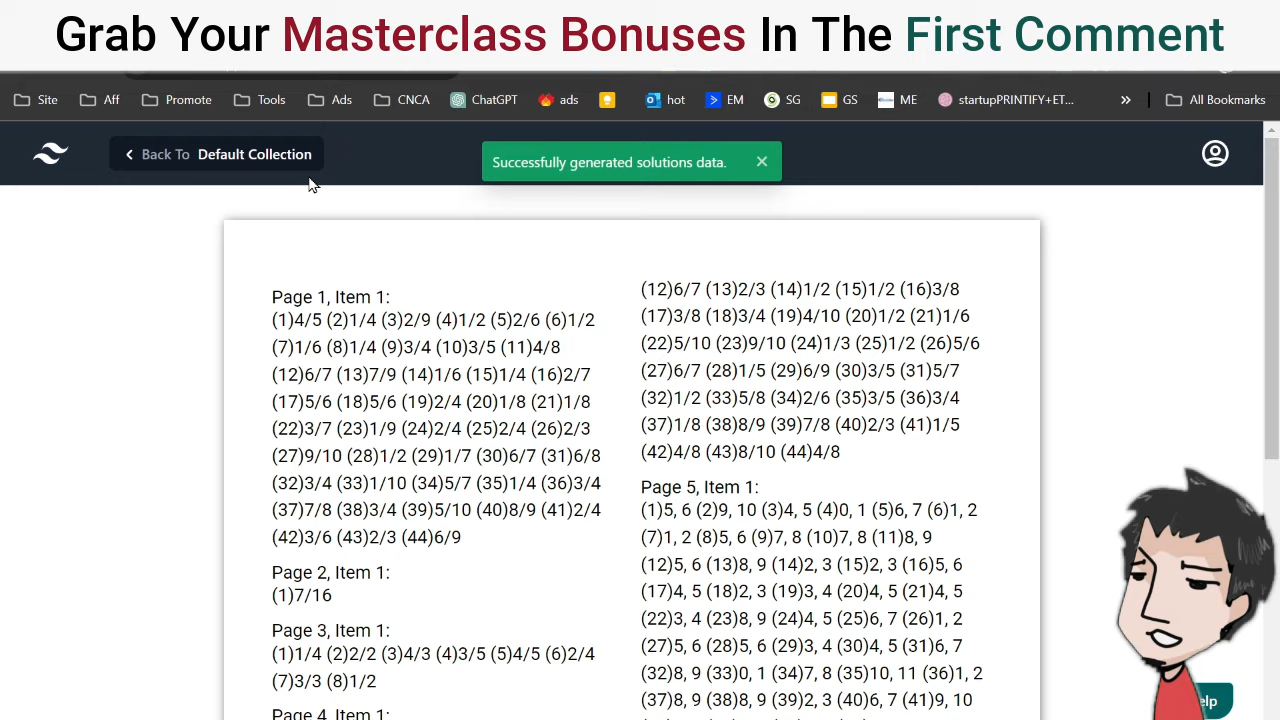 Grab Your Masterclass Bonuses In The First Comment
Site Aff Promote Tools Ads CNCA ChatGPT ads hot EM SG GS ME startupPRINTIFY+ET... » All Bookmarks
Back To Default Collection
Successfully generated solutions data.
Page 1, Item 1:
(1)4/5 (2)1/4 (3)2/9 (4)1/2 (5)2/6 (6)1/2
(7)1/6 (8)1/4 (9)3/4 (10)3/5 (11)4/8
(12)6/7 (13)7/9 (14)1/6 (15)1/4 (16)2/7
(17)5/6 (18)5/6 (19)2/4 (20)1/8 (21)1/8
(22)3/7 (23)1/9 (24)2/4 (25)2/4 (26)2/3
(27)9/10 (28)1/2 (29)1/7 (30)6/7 (31)6/8
(32)3/4 (33)1/10 (34)5/7 (35)1/4 (36)3/4
(37)7/8 (38)3/4 (39)5/10 (40)8/9 (41)2/4
(42)3/6 (43)2/3 (44)6/9
Page 2, Item 1:
(1)7/16
Page 3, Item 1:
(1)1/4 (2)2/2 (3)4/3 (4)3/5 (5)4/5 (6)2/4
(7)3/3 (8)1/2
Page 4, Item 1:
(12)6/7 (13)2/3 (14)1/2 (15)1/2 (16)3/8
(17)3/8 (18)3/4 (19)4/10 (20)1/2 (21)1/6
(22)5/10 (23)9/10 (24)1/3 (25)1/2 (26)5/6
(27)6/7 (28)1/5 (29)6/9 (30)3/5 (31)5/7
(32)1/2 (33)5/8 (34)2/6 (35)3/5 (36)3/4
(37)1/8 (38)8/9 (39)7/8 (40)2/3 (41)1/5
(42)4/8 (43)8/10 (44)4/8
Page 5, Item 1:
(1)5, 6 (2)9, 10 (3)4, 5 (4)0, 1 (5)6, 7 (6)1, 2
(7)1, 2 (8)5, 6 (9)7, 8 (10)7, 8 (11)8, 9
(12)5, 6 (13)8, 9 (14)2, 3 (15)2, 3 (16)5, 6
(17)4, 5 (18)2, 3 (19)3, 4 (20)4, 5 (21)4, 5
(22)3, 4 (23)8, 9 (24)4, 5 (25)6, 7 (26)1, 2
(27)5, 6 (28)5, 6 (29)3, 4 (30)4, 5 (31)6, 7
(32)8, 9 (33)0, 1 (34)7, 8 (35)10, 11 (36)1, 2
(37)8, 9 (38)8, 9 (39)2, 3 (40)6, 7 (41)9, 10
elp